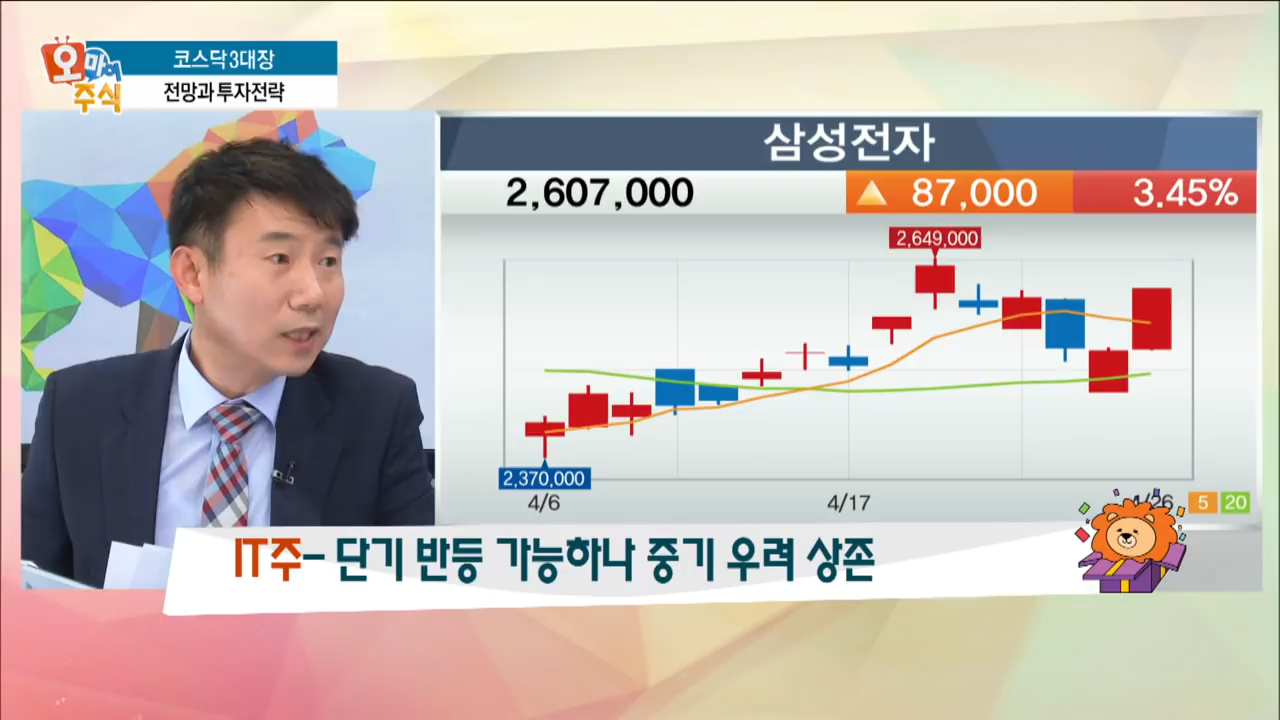 오마이
주식
코스닥3대장
전망과 투자전략
삼성전자
2,607,000 87,000 3.45%
2,649,000
2,370,000
4/6 4/17 4/26 5 20
IT주- 단기 반등 가능하나 중기 우려 상존